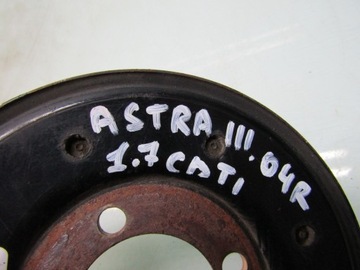 ASTRA III. 04R
1.7 CDTI